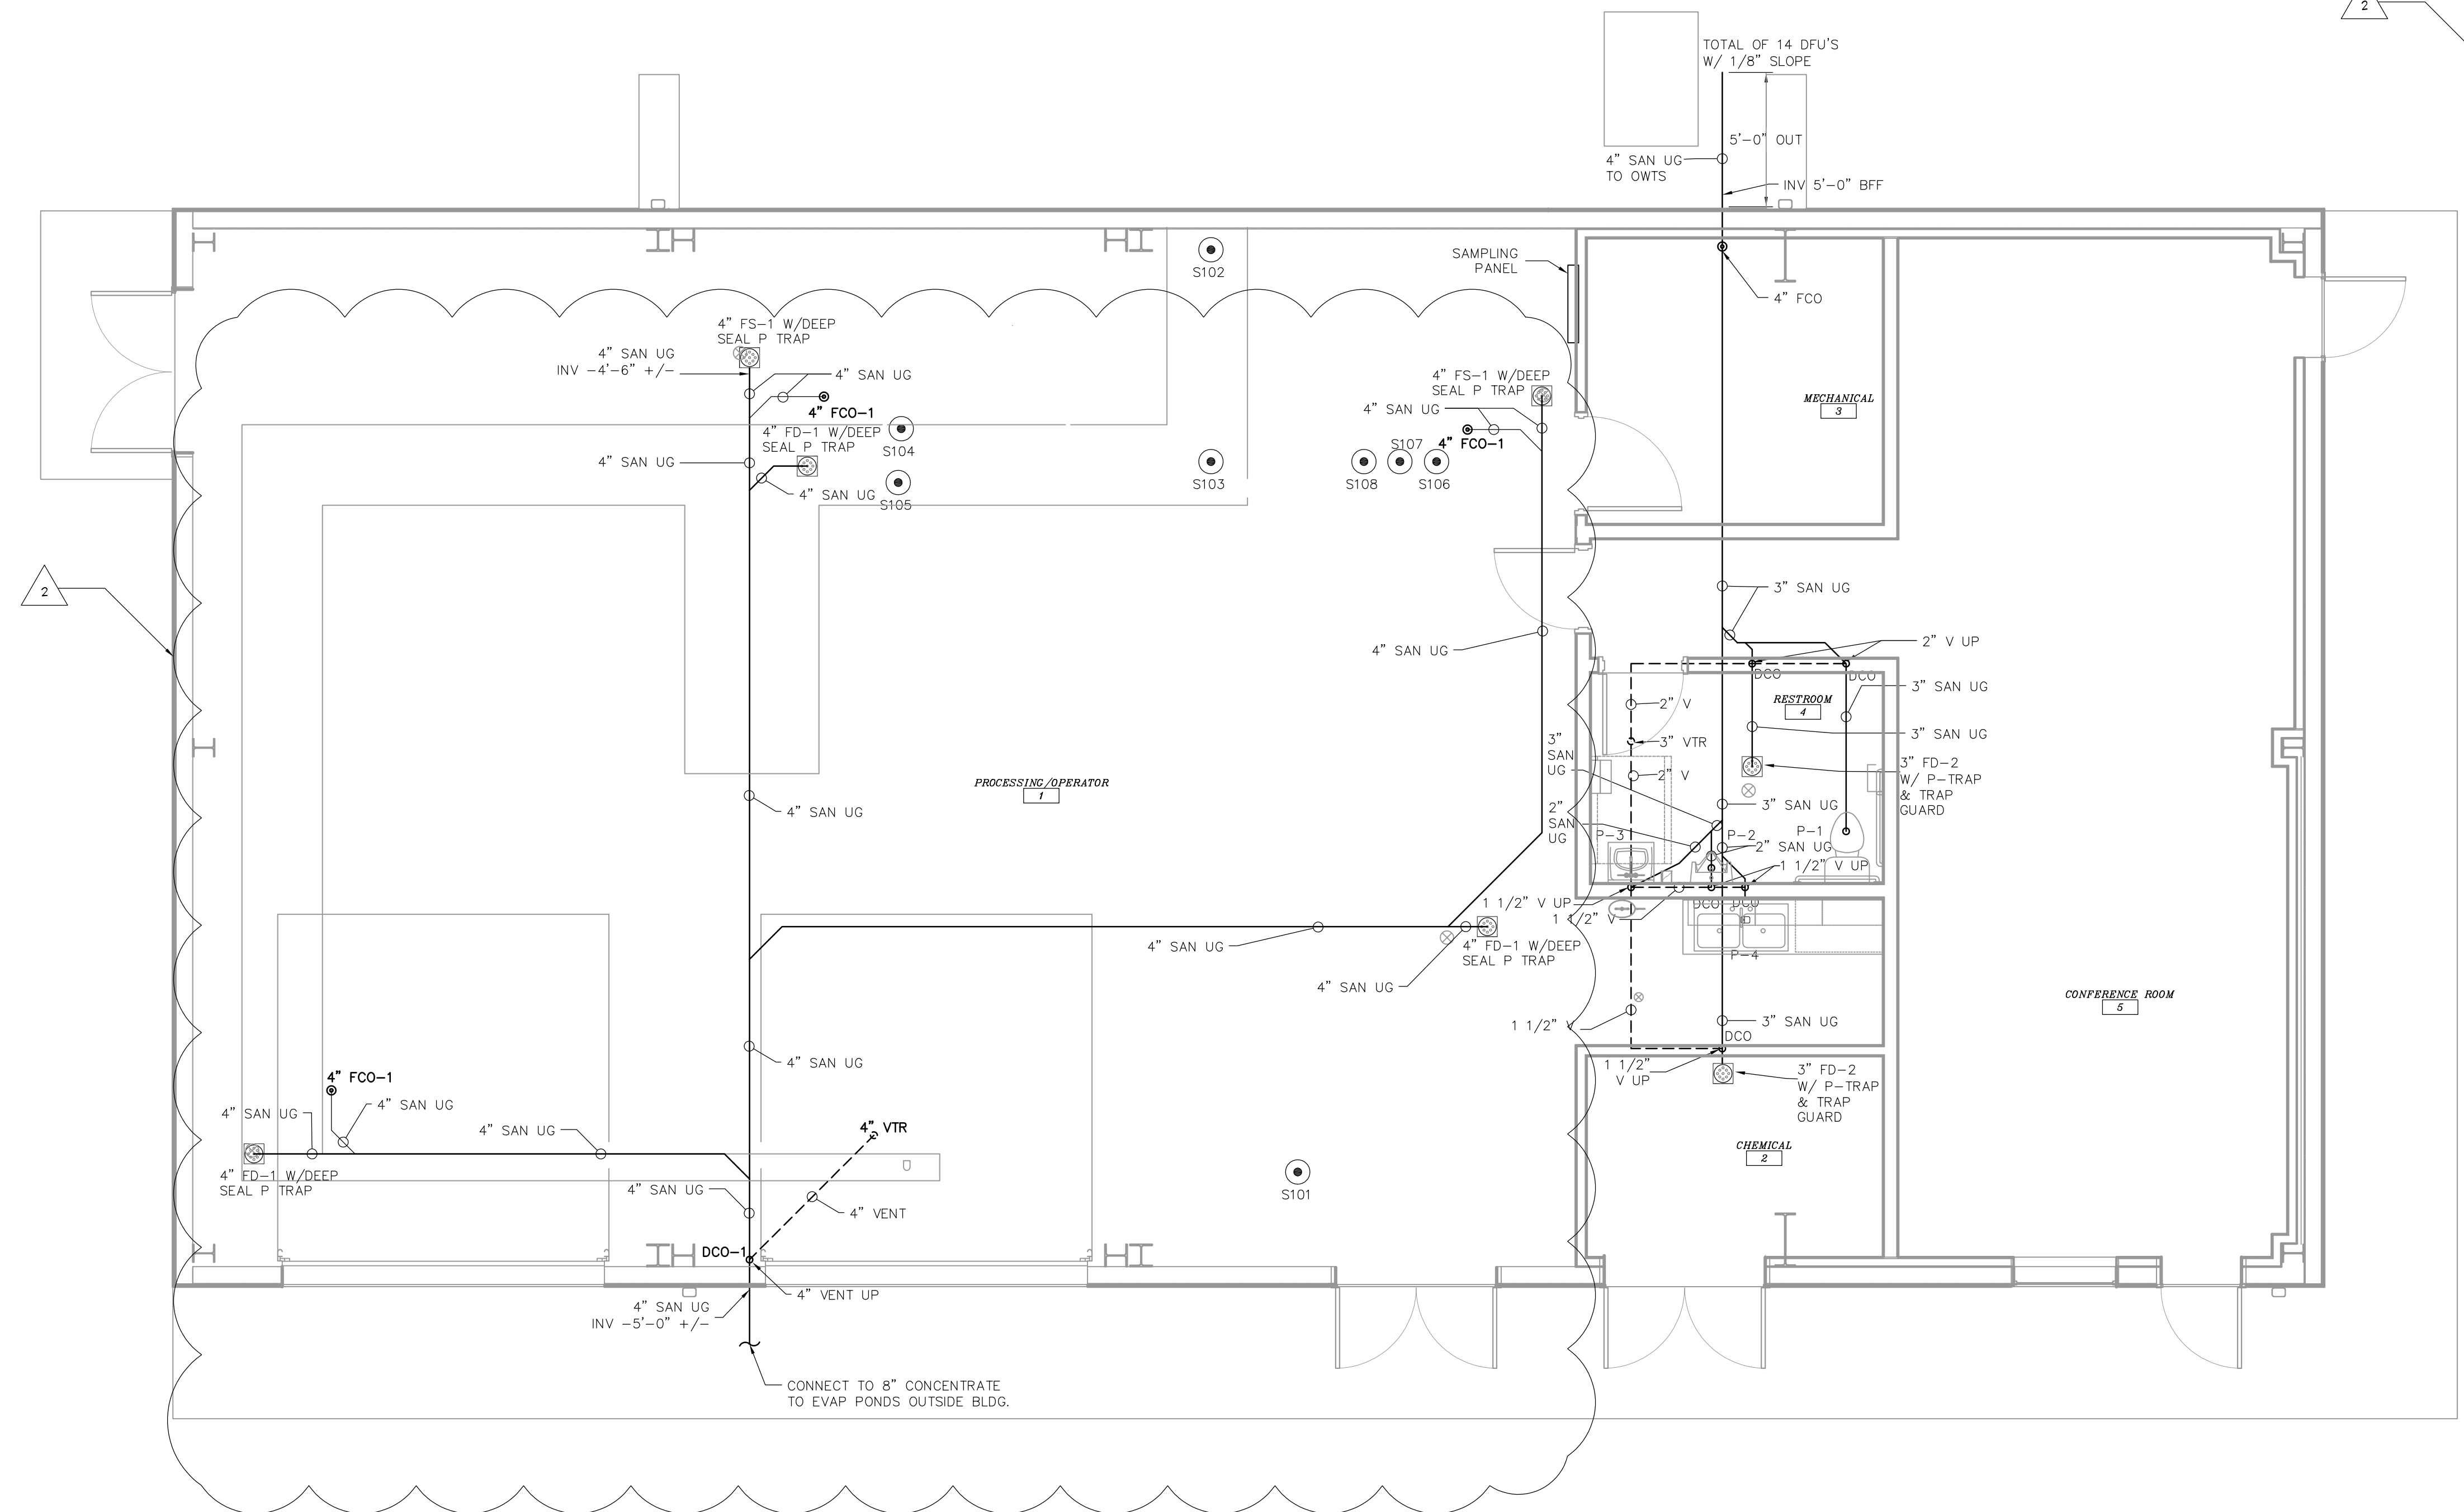 2
TOTAL OF 14 DFU'S
W/ 1/8" SLOPE
5'-0" OUT
4" SAN UG
TO OWTS
INV 5'-0" BFF
SAMPLING
PANEL
S102
4" FCO
4" FS-1 W/DEEP
SEAL P TRAP
4" SAN UG
INV -4'-6" +/-
4" SAN UG
4" FCO-1
4" FD-1 W/DEEP
SEAL P TRAP
4" SAN UG
4" SAN UG
S104
S105
S103
4" FS-1 W/DEEP
SEAL P TRAP
4" SAN UG
S107
4" FCO-1
S108
S106
MECHANICAL
3
2
3" SAN UG
4" SAN UG
2" V UP
DCO
DCO
3" SAN UG
RESTROOM
4
2" V
3" SAN UG
3" VTR
3"
SAN
UG
2" V
3" FD-2
W/ P-TRAP
& TRAP
GUARD
PROCESSING/OPERATOR
1
4" SAN UG
3" SAN UG
2"
SAN
UG
P-3
P-2
P-1
2" SAN UG
1 1/2" V UP
1 1/2" V UP
DCO
DCO
1 1/2" V
4" SAN UG
4" FD-1 W/DEEP
SEAL P TRAP
P-4
4" SAN UG
CONFERENCE ROOM
5
1 1/2" V
3" SAN UG
DCO
4" SAN UG
1 1/2"
V UP
3" FD-2
W/ P-TRAP
& TRAP
GUARD
4" FCO-1
4" SAN UG
4" SAN UG
4" SAN UG
4" VTR
CHEMICAL
2
4" FD-1 W/DEEP
SEAL P TRAP
4" SAN UG
4" VENT
S101
DCO-1
4" VENT UP
4" SAN UG
INV -5'-0" +/-
CONNECT TO 8" CONCENTRATE
TO EVAP PONDS OUTSIDE BLDG.